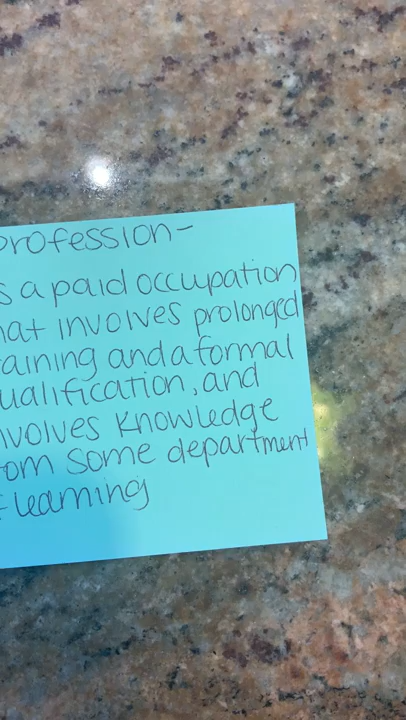 profession-
s a paid occupation
hat involves prolonged
raining and a formal
ualification, and
nvolves knowledge
rom some department
f learning